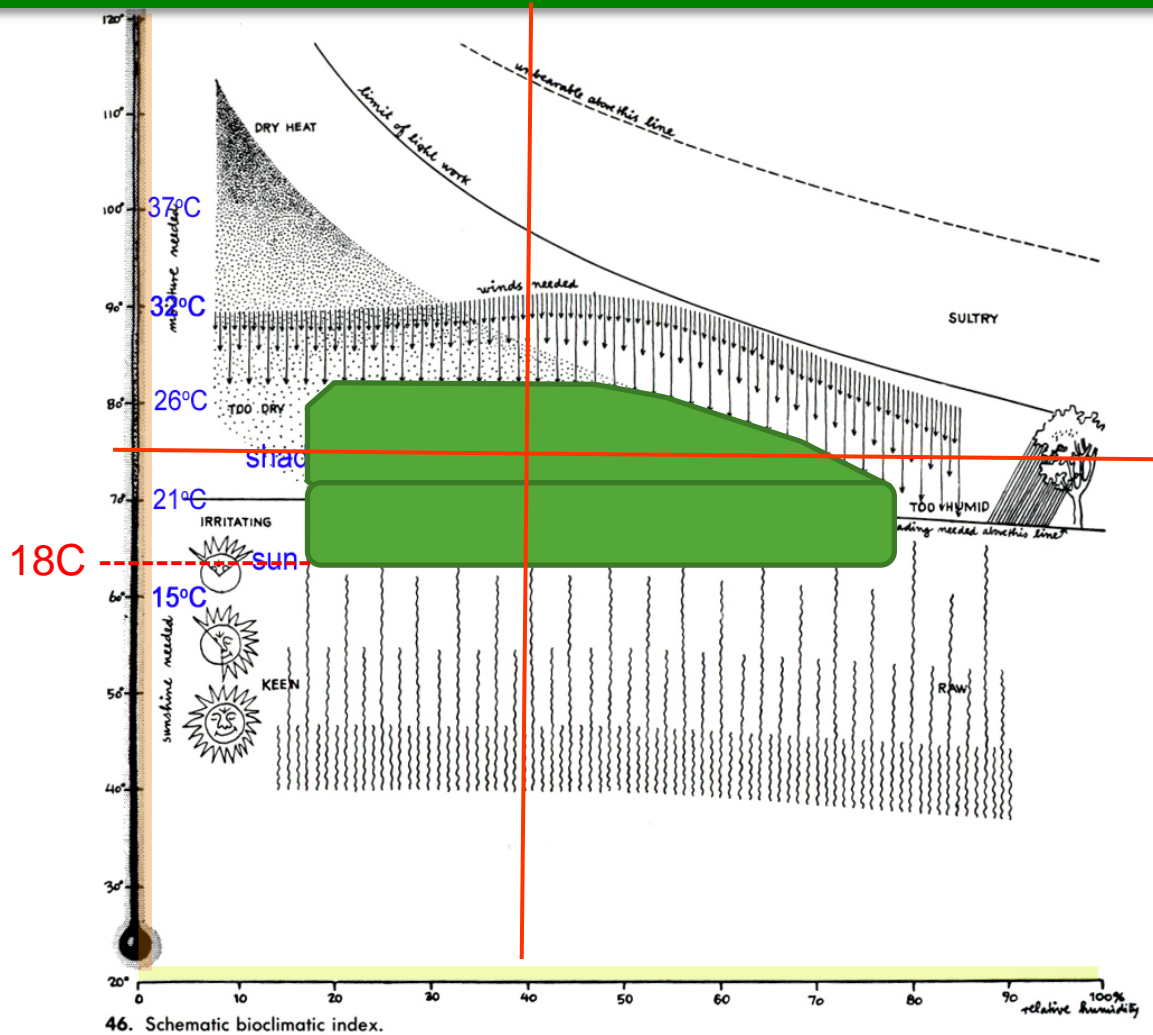 120°
unbearable above this line
limit of light work
110°
DRY HEAT
100°
37°C
moisture needed
winds needed
90°
32°C
SULTRY
80°
26°C
TOO DRY
shad
70°
21°C
TOO HUMID
IRRITATING
ading needed above this line
18C
sun
60°
15°C
sunshine needed
KEEN
RAW
50°
40°
30°
20°
0 10 20 30 40 50 60 70 80 90 100%
relative humidity
46. Schematic bioclimatic index.